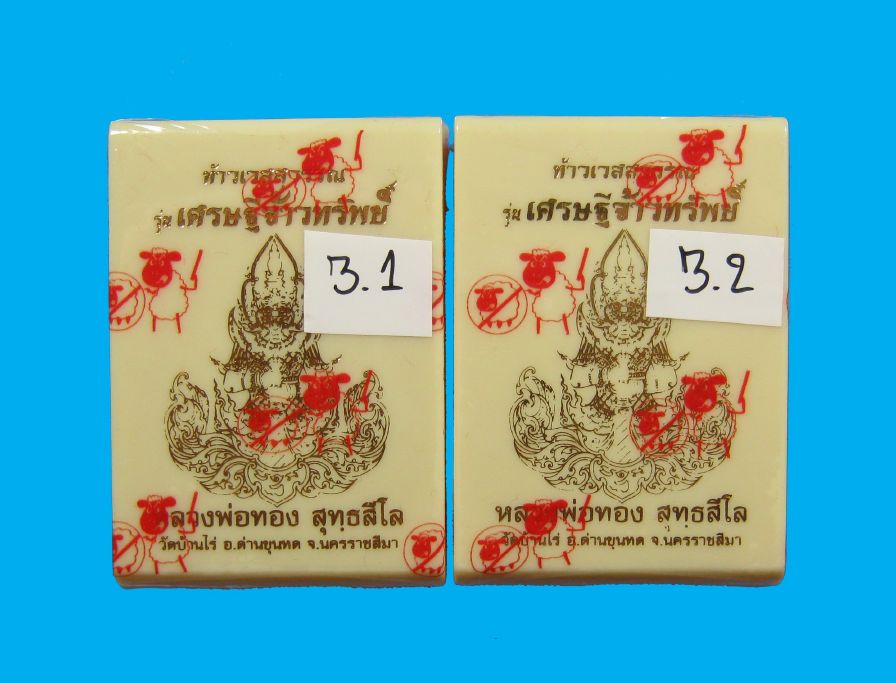 ท้าวเวสสุวรรณ
รุ่น เศรษฐีจ้าวทรัพย์
3.1
หลวงพ่อทอง สุทฺธสีโล
วัดบ้านไร่ อ.ด่านขุนทด จ.นครราชสีมา
ท้าวเวสสุวรรณ
รุ่น เศรษฐีจ้าวทรัพย์
3.2
หลวงพ่อทอง สุทฺธสีโล
วัดบ้านไร่ อ.ด่านขุนทด จ.นครราชสีมา